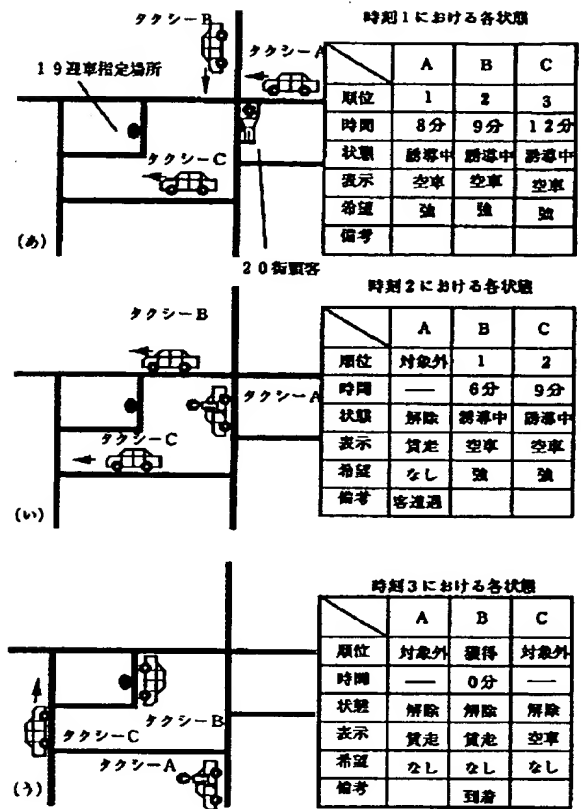 タクシーB
時刻1における各状態
19迎車指定場所
タクシーA
タクシーC
A B C
順位 1 2 3
時間 8分 9分 12分
状態 誘導中 誘導中 誘導中
表示 空車 空車 空車
希望 強 強 強
備考
(あ)
20街頭客
時刻2における各状態
タクシーB
タクシーA
タクシーC
A B C
順位 対象外 1 2
時間 — 6分 9分
状態 解除 誘導中 誘導中
表示 賃走 空車 空車
希望 なし 強 強
備考 客遭遇
(い)
時刻3における各状態
A B C
順位 対象外 獲得 対象外
時間 — 0分 —
状態 解除 解除 解除
表示 賃走 賃走 空車
希望 なし なし なし
備考 到着
タクシーB
タクシーC
タクシーA
(う)